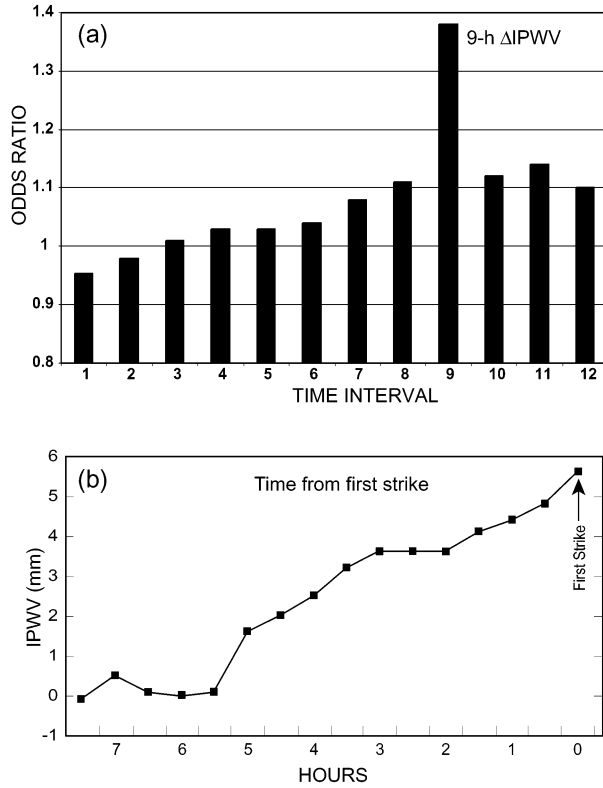 (a)
9-h ΔIPWV
ODDS RATIO
1.4
1.3
1.2
1.1
1
0.9
0.8
1 2 3 4 5 6 7 8 9 10 11 12
TIME INTERVAL
(b)
Time from first strike
IPWV (mm)
6
5
4
3
2
1
0
-1
First Strike
7 6 5 4 3 2 1 0
HOURS